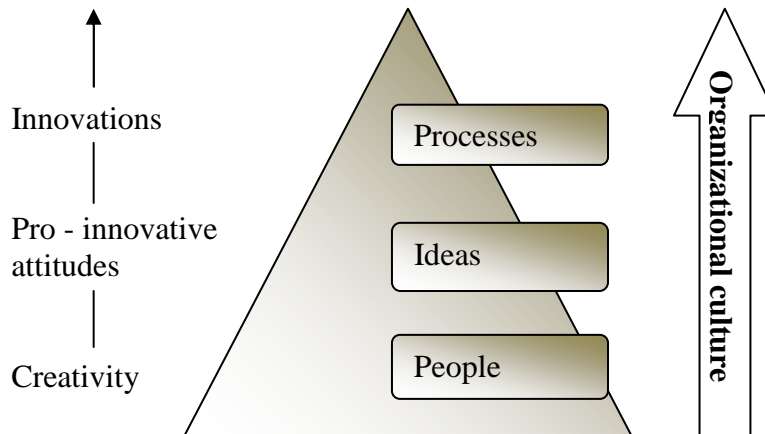 Innovations
Pro - innovative
attitudes
Creativity
Processes
Ideas
People
Organizational culture